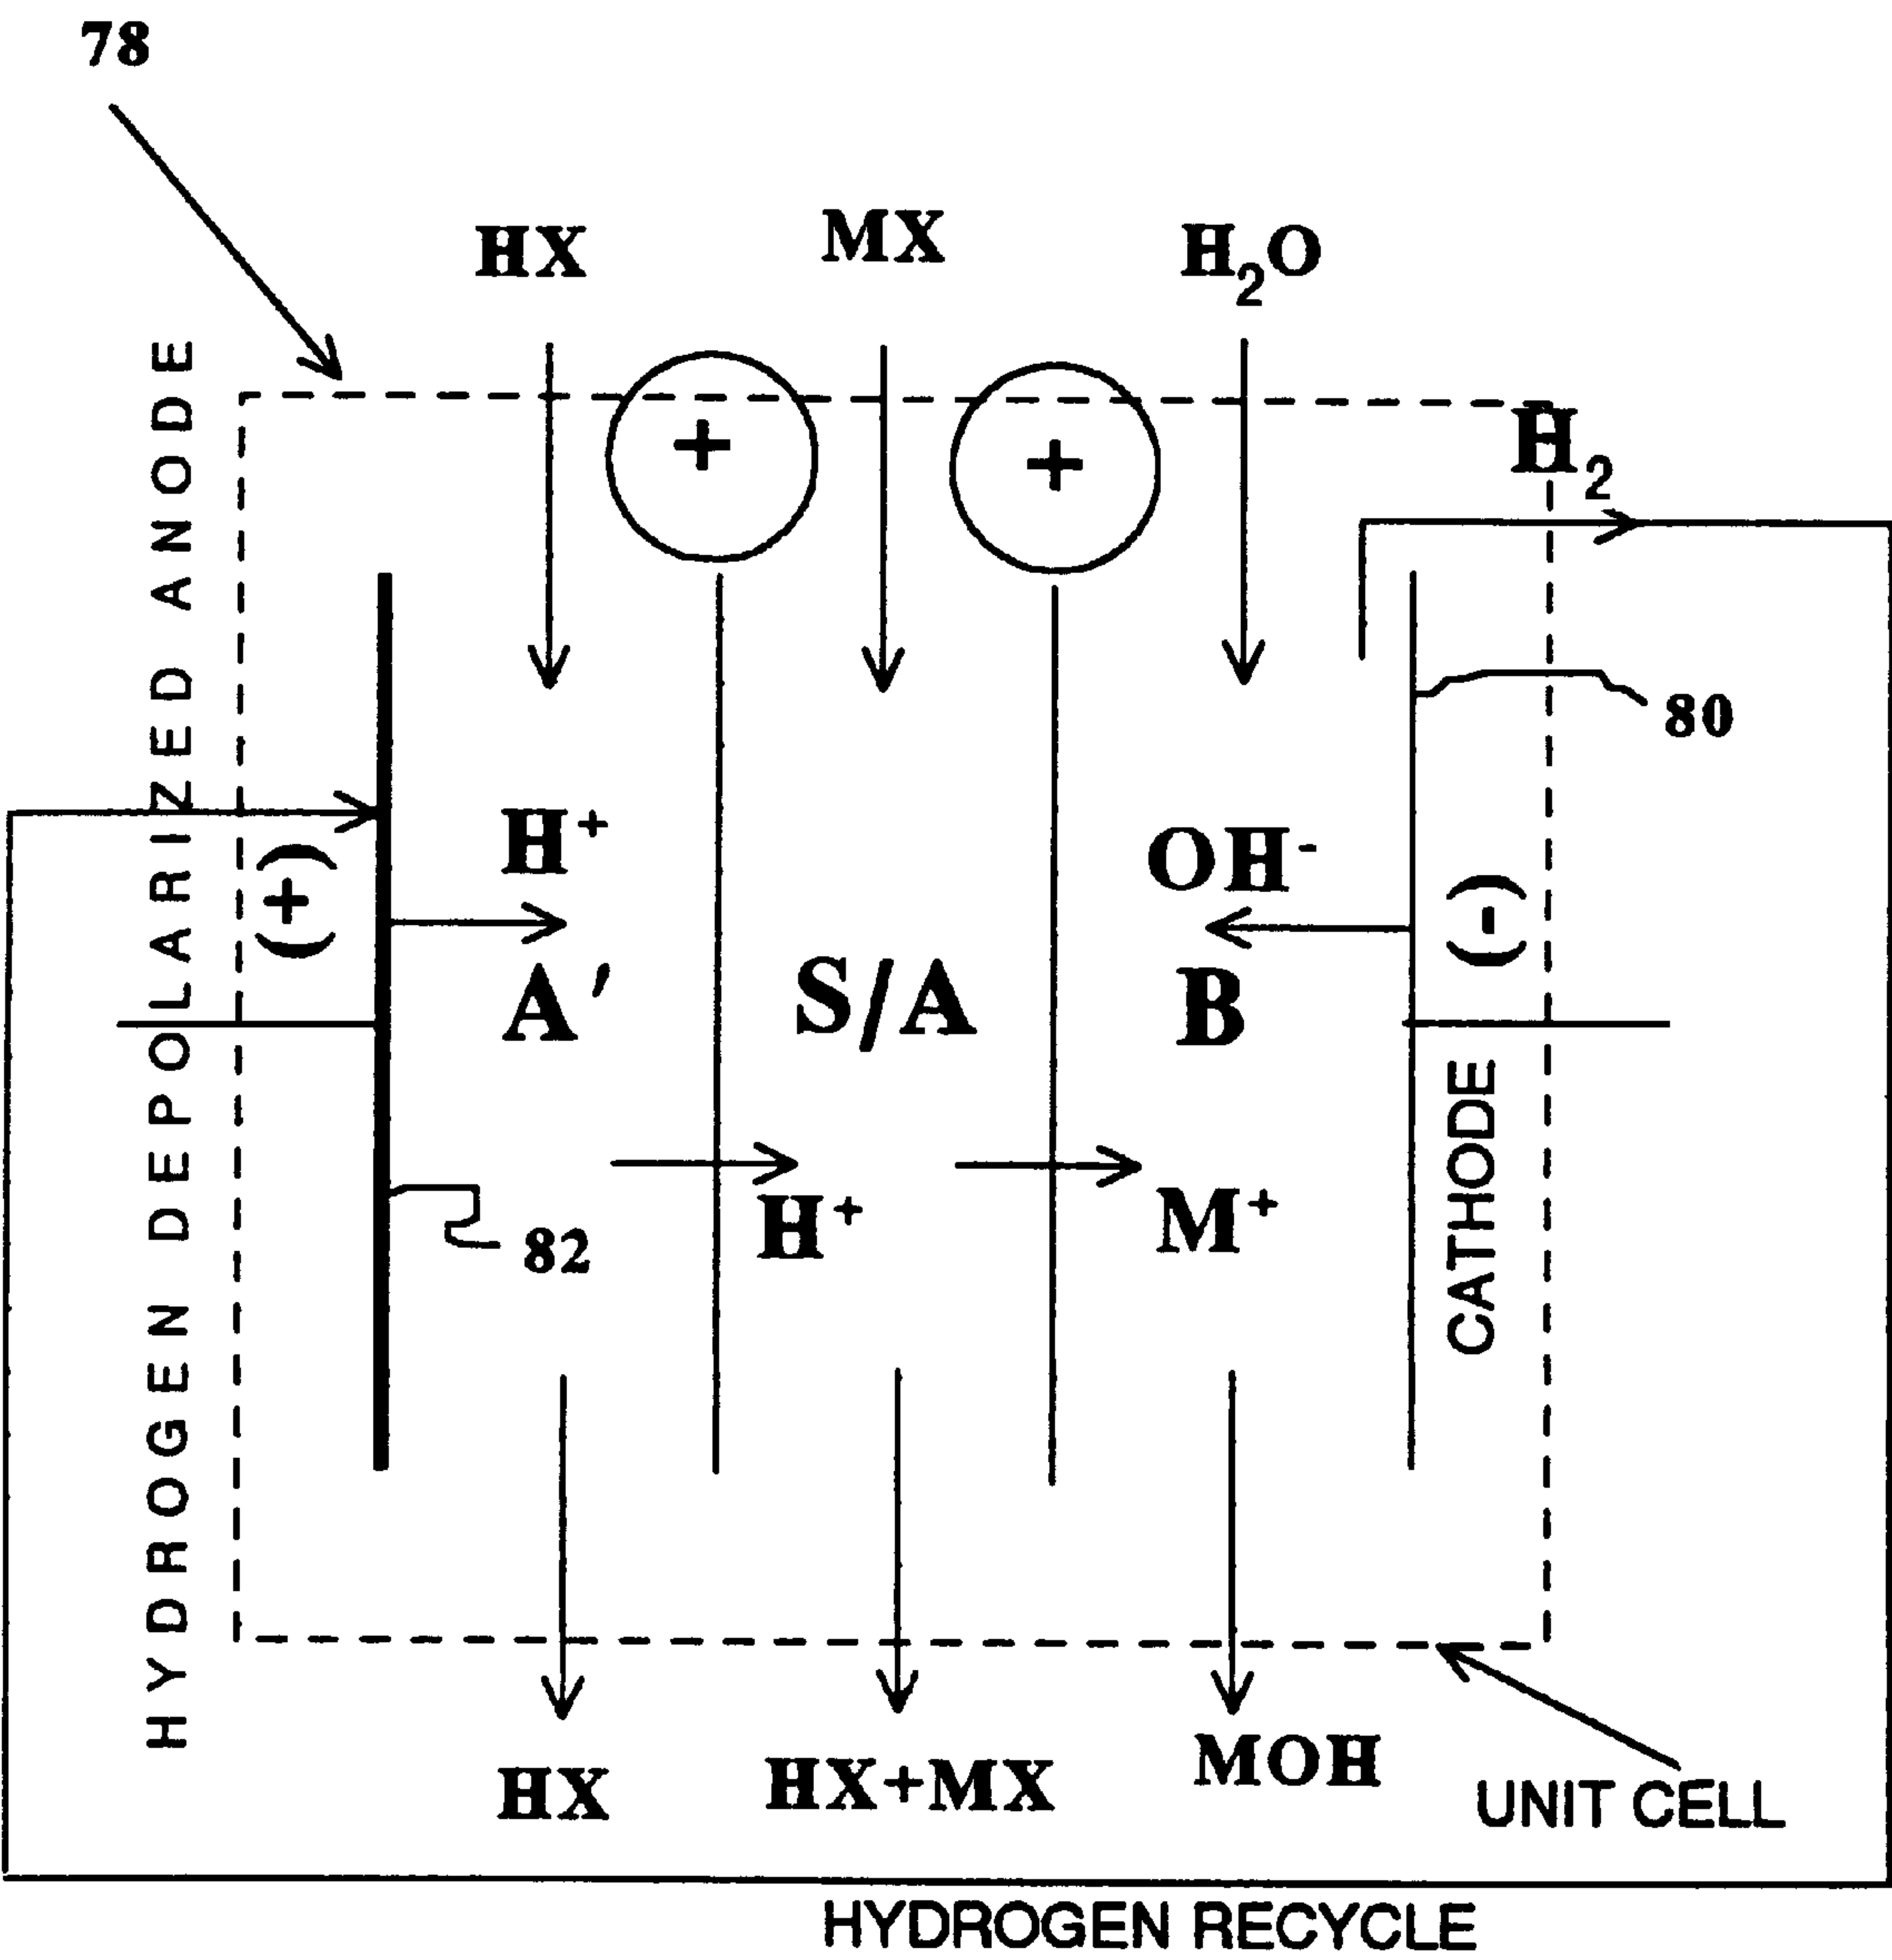 78
HX
MX
H₂O
+
+
H₂
80
HYDROGEN DEPOLARIZED ANODE
(+)
H⁺
OH⁻
(-)
A′
S/A
B
H⁺
M⁺
82
CATHODE
HX
HX+MX
MOH
UNIT CELL
HYDROGEN RECYCLE